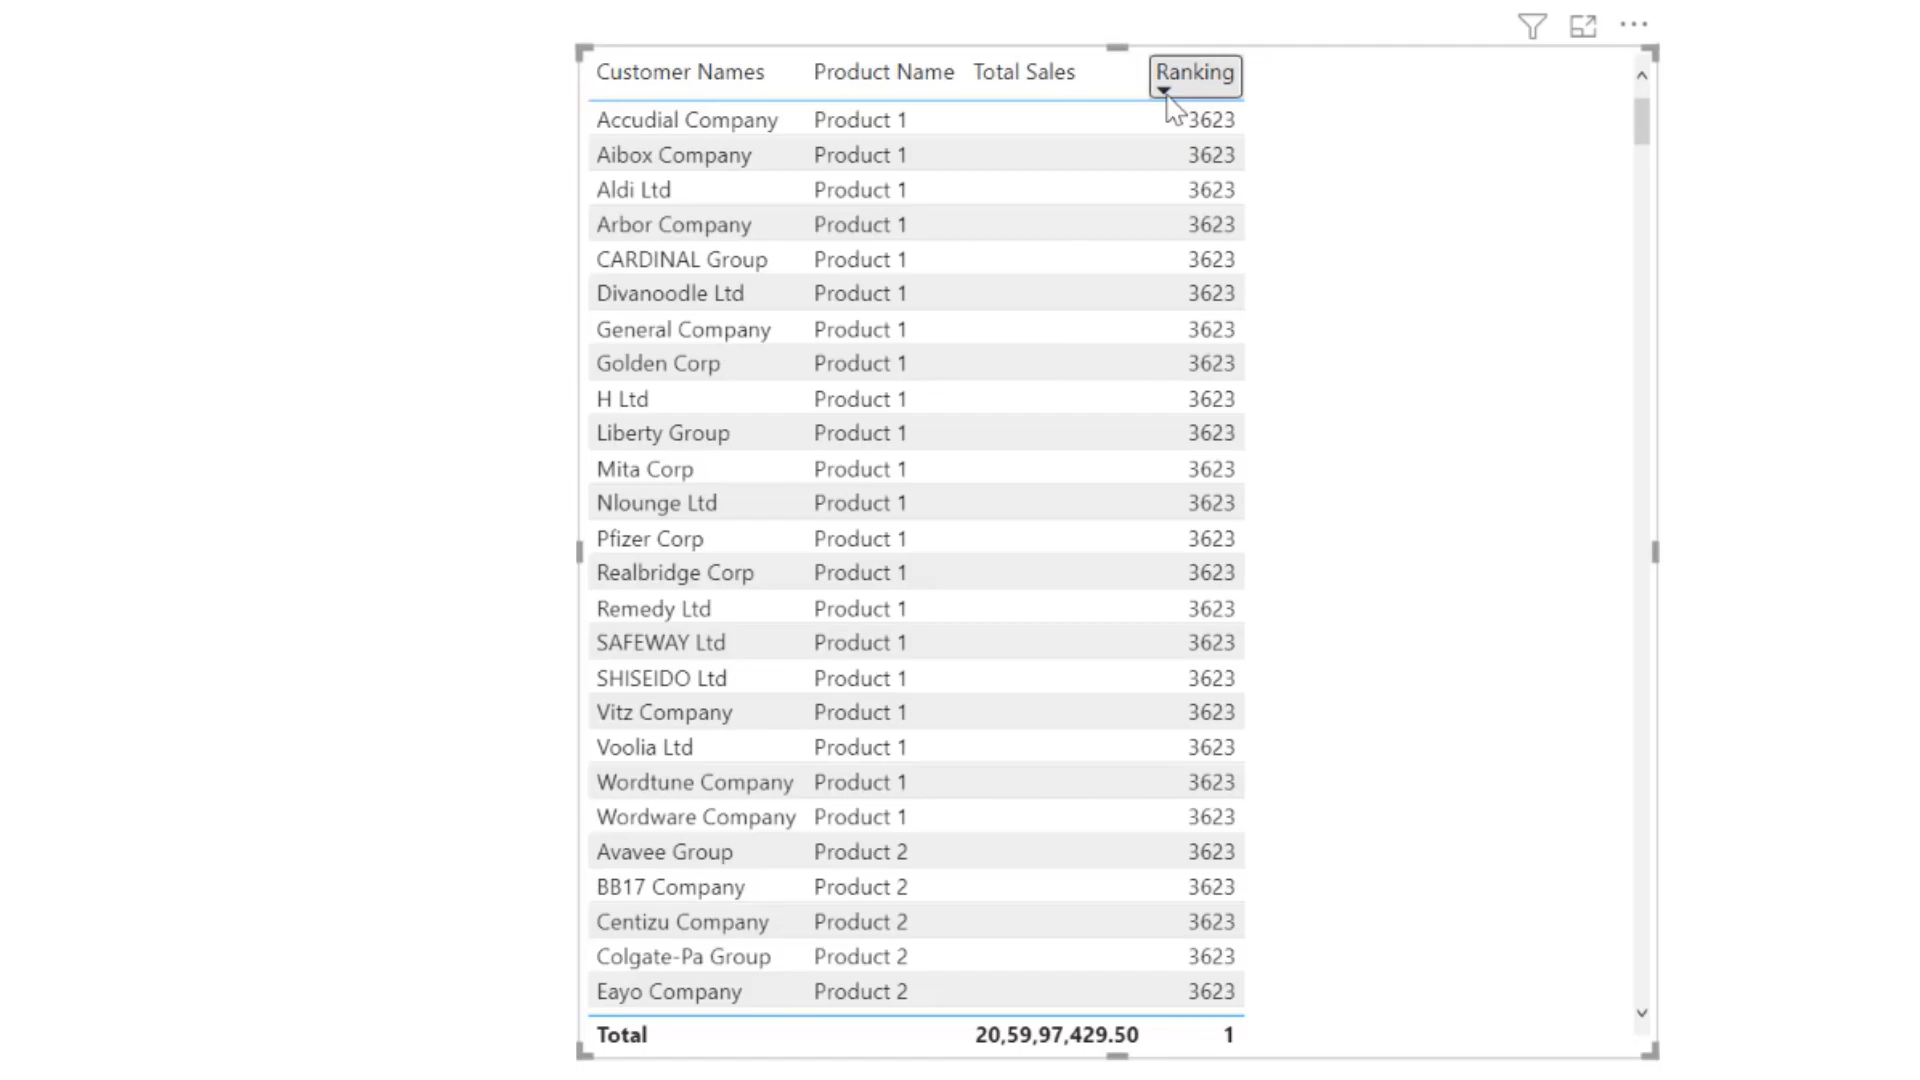 Customer Names Product Name Total Sales Ranking
Accudial Company Product 1 3623
Aibox Company Product 1 3623
Aldi Ltd Product 1 3623
Arbor Company Product 1 3623
CARDINAL Group Product 1 3623
Divanoodle Ltd Product 1 3623
General Company Product 1 3623
Golden Corp Product 1 3623
H Ltd Product 1 3623
Liberty Group Product 1 3623
Mita Corp Product 1 3623
Nlounge Ltd Product 1 3623
Pfizer Corp Product 1 3623
Realbridge Corp Product 1 3623
Remedy Ltd Product 1 3623
SAFEWAY Ltd Product 1 3623
SHISEIDO Ltd Product 1 3623
Vitz Company Product 1 3623
Voolia Ltd Product 1 3623
Wordtune Company Product 1 3623
Wordware Company Product 1 3623
Avavee Group Product 2 3623
BB17 Company Product 2 3623
Centizu Company Product 2 3623
Colgate-Pa Group Product 2 3623
Eayo Company Product 2 3623
Total 20,59,97,429.50 1